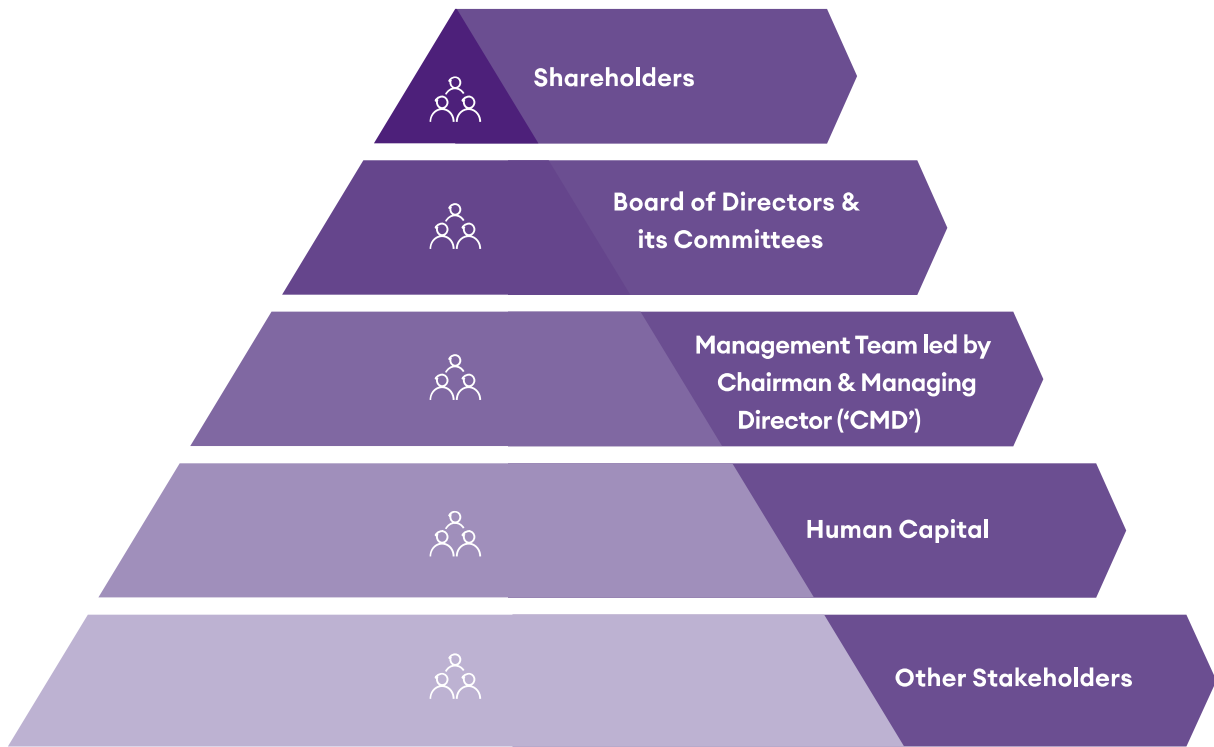 Shareholders
Board of Directors &
its Committees
Management Team led by
Chairman & Managing
Director (‘CMD’)
Human Capital
Other Stakeholders